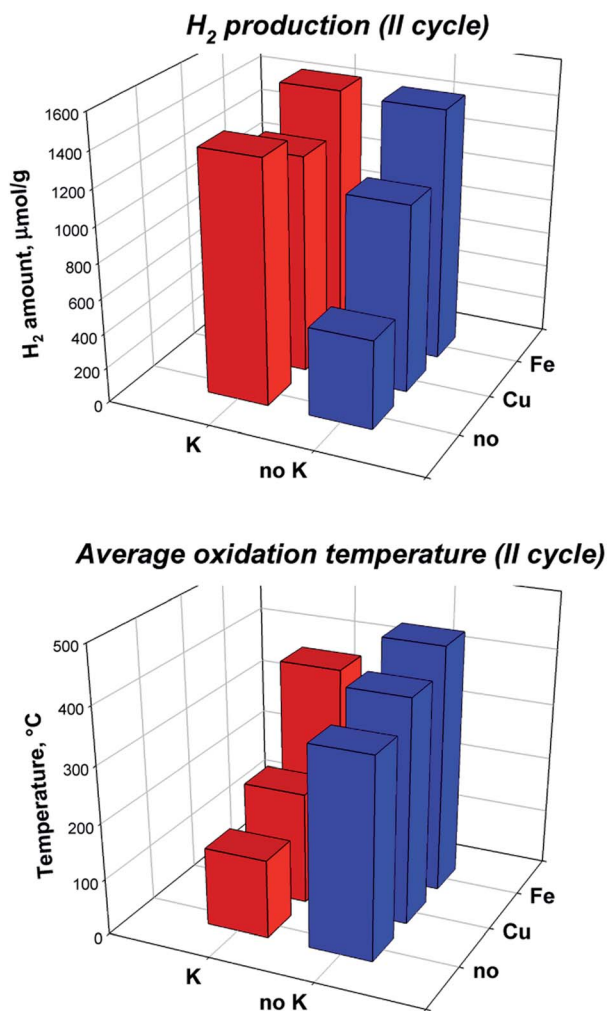 H₂ production (II cycle)
1600
1400
1200
1000
800
600
400
200
0
H₂ amount, μmol/g
K
no K
no
Cu
Fe
Average oxidation temperature (II cycle)
500
400
300
200
100
0
Temperature, °C
K
no K
no
Cu
Fe